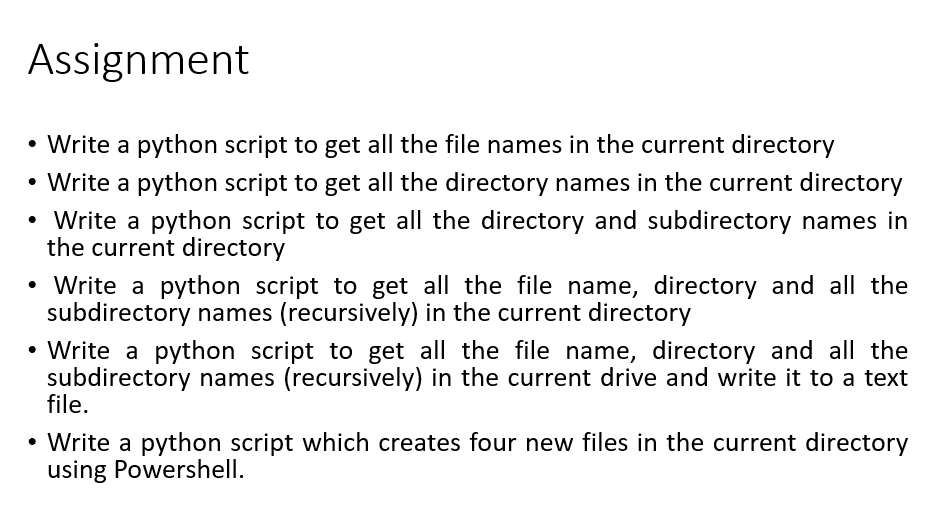 Assignment
• Write a python script to get all the file names in the current directory
• Write a python script to get all the directory names in the current directory
• Write a python script to get all the directory and subdirectory names in
the current directory
• Write a python script to get all the file name, directory and all the
subdirectory names (recursively) in the current directory
• Write a python script to get all the file name, directory and all the
subdirectory names (recursively) in the current drive and write it to a text
file.
• Write a python script which creates four new files in the current directory
using Powershell.